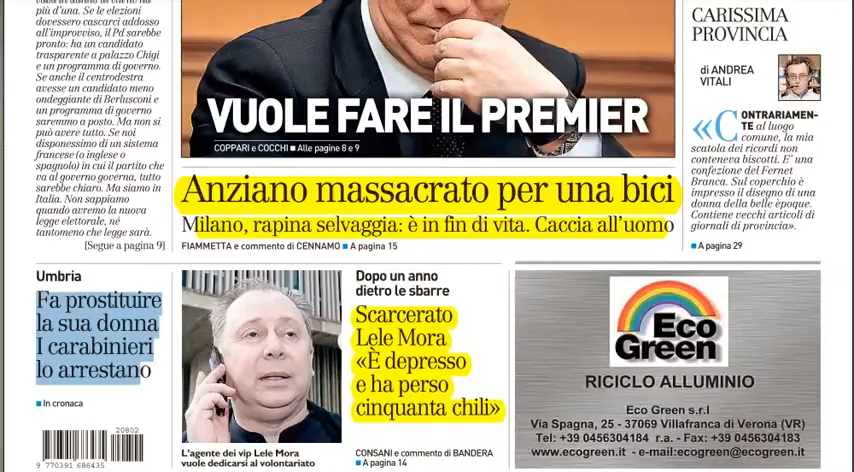 più d'una. Se le elezioni
dovessero cascarci addosso
all'improvviso, il Pd sarebbe
pronto: ha un candidato
trasparente a palazzo Chigi
e un programma di governo.
Se anche il centrodestra
avesse un candidato meno
ondeggiante di Berlusconi e
un programma di governo
saremmo a posto. Ma non si
può avere tutto. Se noi
disponessimo di un sistema
francese (o inglese o
spagnolo) in cui il partito che
va al governo governa, tutto
sarebbe chiaro. Ma siamo in
Italia. Non sappiamo
quando avremo la nuova
legge elettorale, né
tantomeno che legge sarà.
[Segue a pagina 9]
VUOLE FARE IL PREMIER
COPPARI e COCCHI ■ Alle pagine 8 e 9
CARISSIMA
PROVINCIA
di ANDREA
VITALI
«CONTRARIAMEN-
TE al luogo
comune, la mia
scatola dei ricordi non
conteneva biscotti. E' una
confezione del Fernet
Branca. Sul coperchio è
impresso il disegno di una
donna della belle èpoque.
Contiene vecchi articoli di
giornali di provincia».
■ A pagina 29
Anziano massacrato per una bici
Milano, rapina selvaggia: è in fin di vita. Caccia all'uomo
FIAMMETTA e commento di CENNAMO ■ A pagina 15
Umbria
Fa prostituire
la sua donna
I carabinieri
lo arrestano
■ In cronaca
20802
9 770391 686435
L'agente dei vip Lele Mora
vuole dedicarsi al volontariato
Dopo un anno
dietro le sbarre
Scarcerato
Lele Mora
«È depresso
e ha perso
cinquanta chili»
CONSANI e commento di BANDERA
■ A pagina 14
Eco
Green
RICICLO ALLUMINIO
Eco Green s.r.l
Via Spagna, 25 - 37069 Villafranca di Verona (VR)
Tel: +39 0456304184 r.a. - Fax: +39 0456304183
www.ecogreen.it - e-mail:ecogreen@ecogreen.it